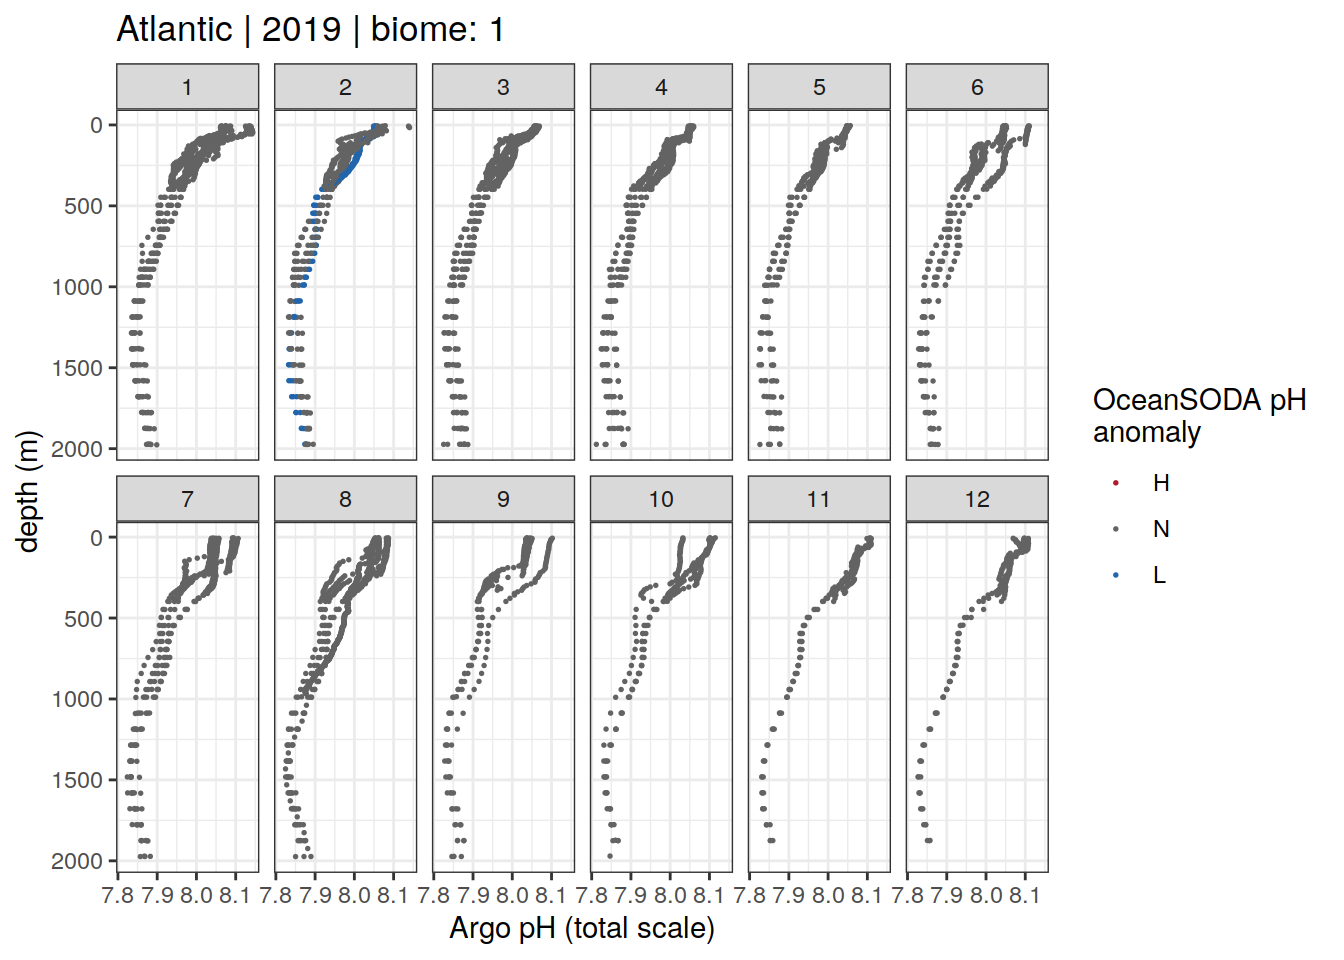 Atlantic | 2019 | biome: 1
1 2 3 4 5 6
0
500
1000
1500
2000
7 8 9 10 11 12
0
500
1000
1500
2000
7.8 7.9 8.0 8.1 7.8 7.9 8.0 8.1 7.8 7.9 8.0 8.1 7.8 7.9 8.0 8.1 7.8 7.9 8.0 8.1 7.8 7.9 8.0 8.1
Argo pH (total scale)
depth (m)
OceanSODA pH
anomaly
H
N
L